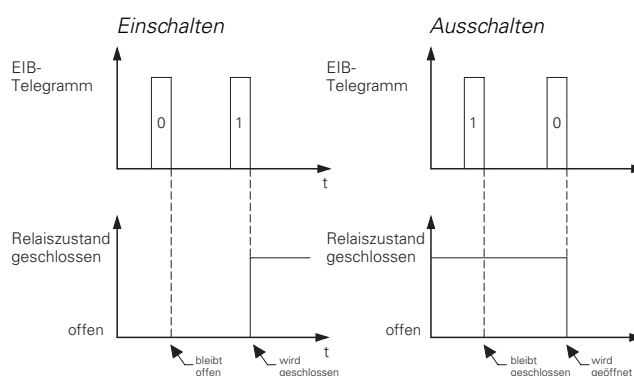 Einschalten
EIB-
Telegramm
0
1
t
Relaiszustand
geschlossen
offen
bleibt
offen
wird
geschlossen
t
Ausschalten
EIB-
Telegramm
1
0
Relaiszustand
geschlossen
offen
bleibt
geschlossen
wird
geöffnet